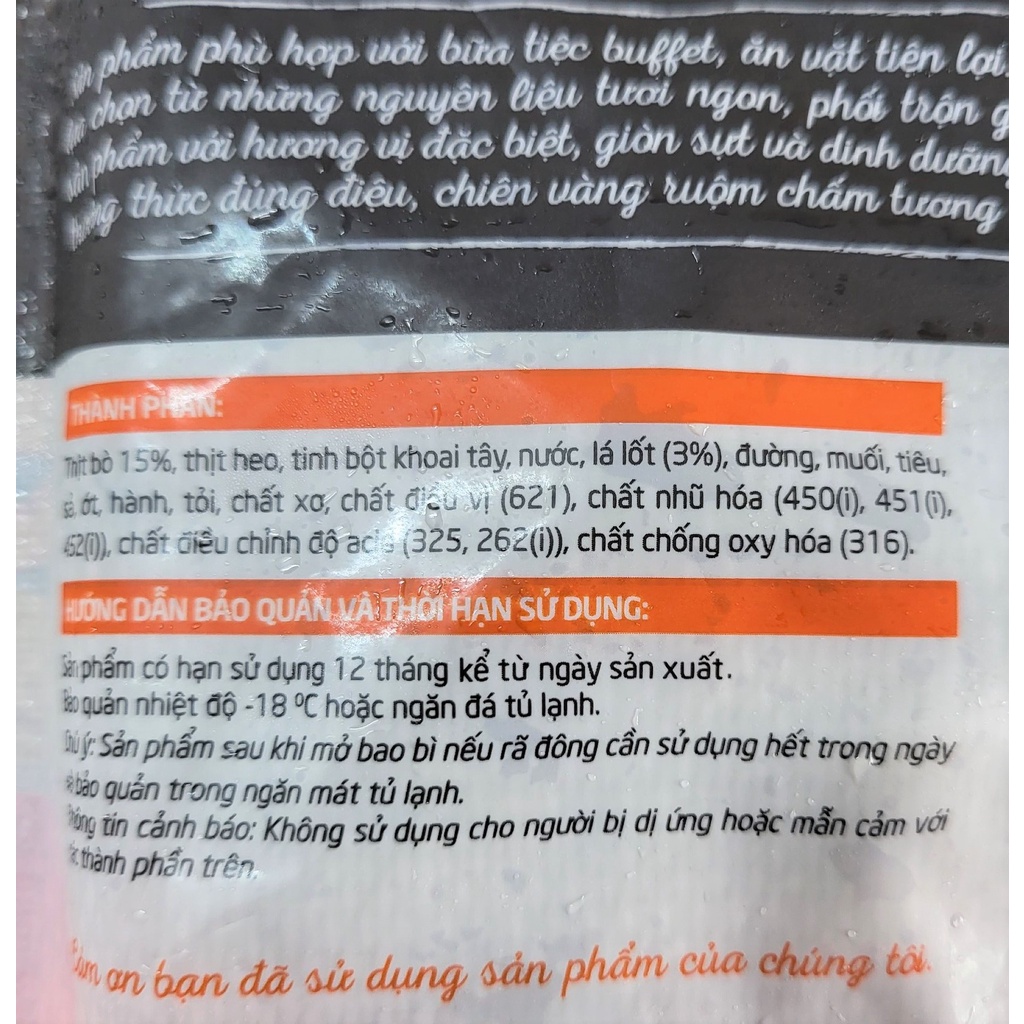 phẩm phù hợp với bữa tiệc buffet, ăn vặt tiện lợi.
chọn từ những nguyên liệu tươi ngon, phối trộn
phẩm với hương vị đặc biệt, giòn sựt và dinh dưỡng
thức đúng điệu, chiên vàng ruộm chấm tương
THÀNH PHẦN:
Thịt bò 15%, thịt heo, tinh bột khoai tây, nước, lá lốt (3%), đường, muối, tiêu,
sả, ớt, hành, tỏi, chất xơ, chất điều vị (621), chất nhũ hóa (450(i), 451(i),
452(i)), chất điều chỉnh độ acid (325, 262(i)), chất chống oxy hóa (316).
HƯỚNG DẪN BẢO QUẢN VÀ THỜI HẠN SỬ DỤNG:
Sản phẩm có hạn sử dụng 12 tháng kể từ ngày sản xuất.
Bảo quản nhiệt độ -18 ºC hoặc ngăn đá tủ lạnh.
Chú ý: Sản phẩm sau khi mở bao bì nếu rã đông cần sử dụng hết trong ngày
và bảo quản trong ngăn mát tủ lạnh.
Thông tin cảnh báo: Không sử dụng cho người bị dị ứng hoặc mẫn cảm với
các thành phần trên.
Cảm ơn bạn đã sử dụng sản phẩm của chúng tôi.